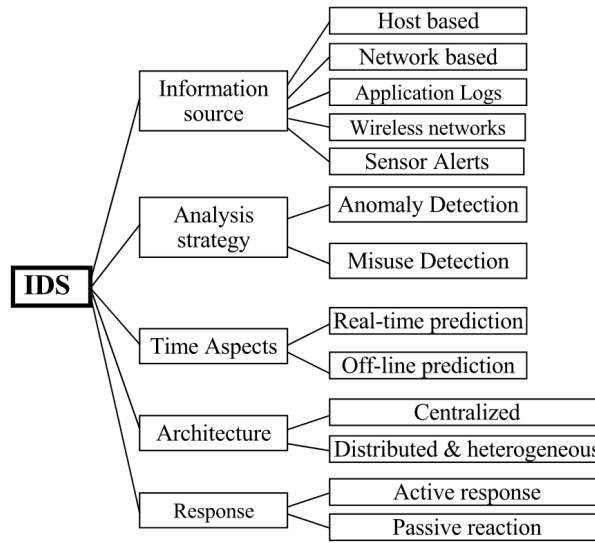 IDS
Information
source
Host based
Network based
Application Logs
Wireless networks
Sensor Alerts
Analysis
strategy
Anomaly Detection
Misuse Detection
Time Aspects
Real-time prediction
Off-line prediction
Architecture
Centralized
Distributed & heterogeneous
Response
Active response
Passive reaction